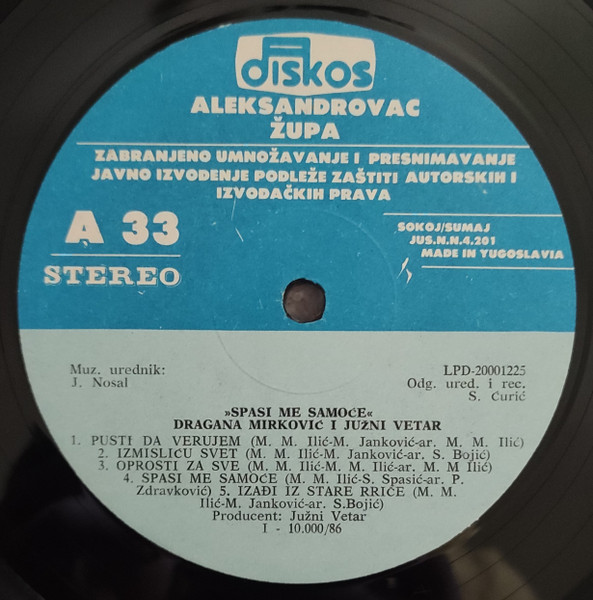 DISKOS
ALEKSANDROVAC
ŽUPA
ZABRANJENO UMNOŽAVANJE I PRESNIMAVANJE
JAVNO IZVOĐENJE PODLEŽE ZAŠTITI AUTORSKIH I
IZVOĐAČKIH PRAVA
A 33
STEREO
SOKOJ/SUMAJ
JUS.N.N.4.201
MADE IN YUGOSLAVIA
Muz. urednik:
J. Nosal
LPD-20001225
Odg. ured. i rec.
S. Ćurić
»SPASI ME SAMOĆE«
DRAGANA MIRKOVIĆ I JUŽNI VETAR
1. PUSTI DA VERUJEM (M. M. Ilić-M. Janković-ar. M. M. Ilić)
2. IZMISLIĆU SVET (M. M. Ilić-M. Janković-ar. S. Bojić)
3. OPROSTI ZA SVE (M. M. Ilić-M. M. Ilić-ar. M. M Ilić)
4. SPASI ME SAMOĆE (M. M. Ilić-S. Spasić-ar. P.
Zdravković) 5. IZAĐI IZ STARE RRIĆE (M. M.
Ilić-M. Janković-ar. S.Bojić)
Producent: Južni Vetar
I - 10.000/86